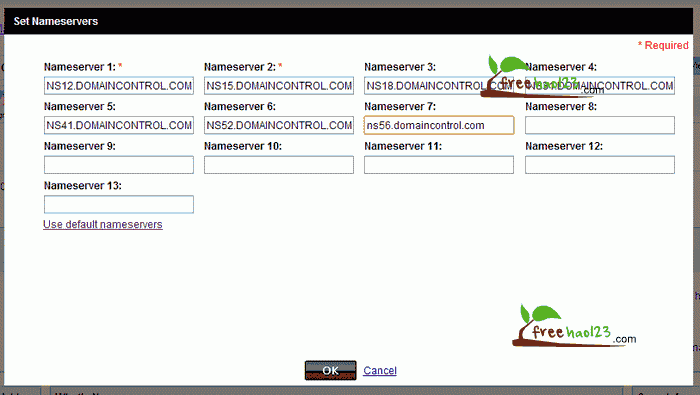 Set Nameservers
* Required
Nameserver 1: * Nameserver 2: * Nameserver 3: Nameserver 4:
NS12.DOMAINCONTROL.COM NS15.DOMAINCONTROL.COM NS18.DOMAINCONTROL.COM DOMAINCONTROL.COM
freehao123.com
Nameserver 5: Nameserver 6: Nameserver 7: Nameserver 8:
NS41.DOMAINCONTROL.COM NS52.DOMAINCONTROL.COM ns56.domaincontrol.com
Nameserver 9: Nameserver 10: Nameserver 11: Nameserver 12:
Nameserver 13:
Use default nameservers
freehao123.com
OK Cancel